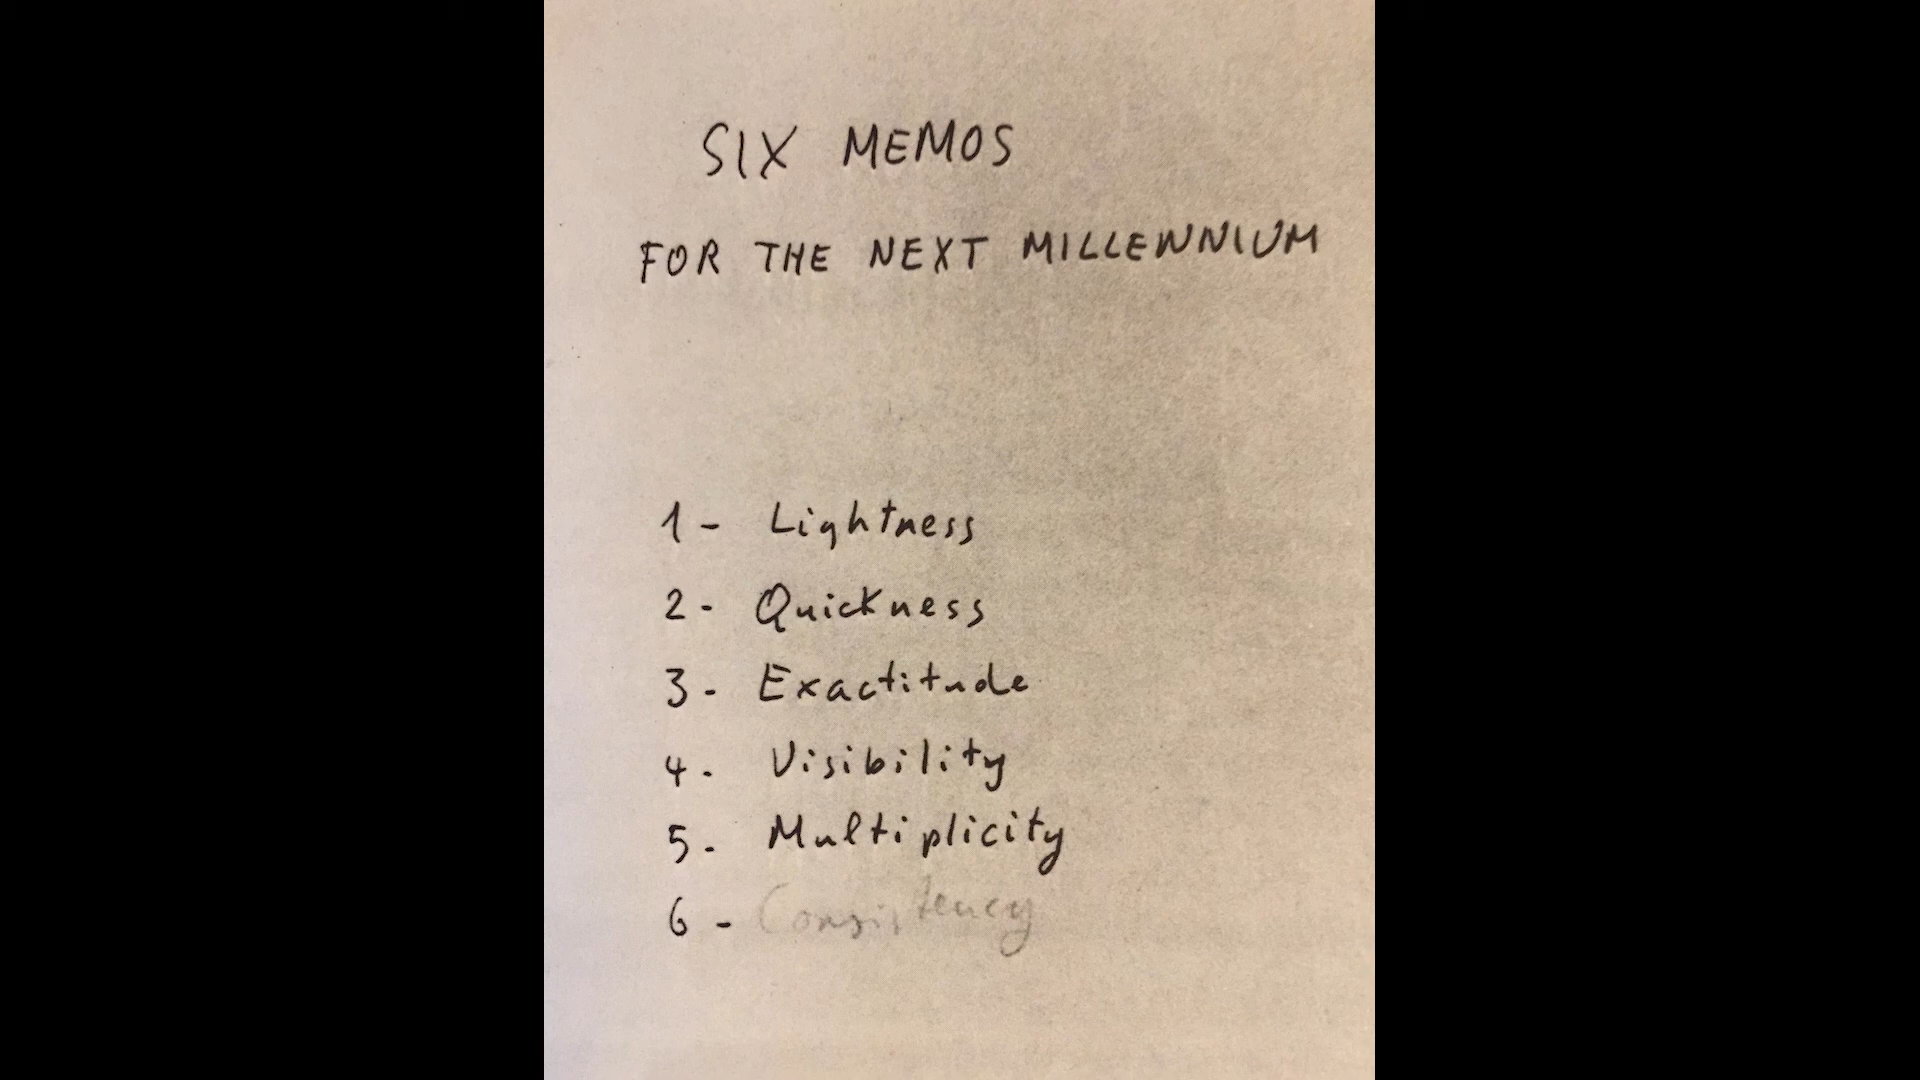 SIX MEMOS
FOR THE NEXT MILLENNIUM
1 - Lightness
2 - Quickness
3 - Exactitude
4 - Visibility
5 - Multiplicity
6 - Consistency